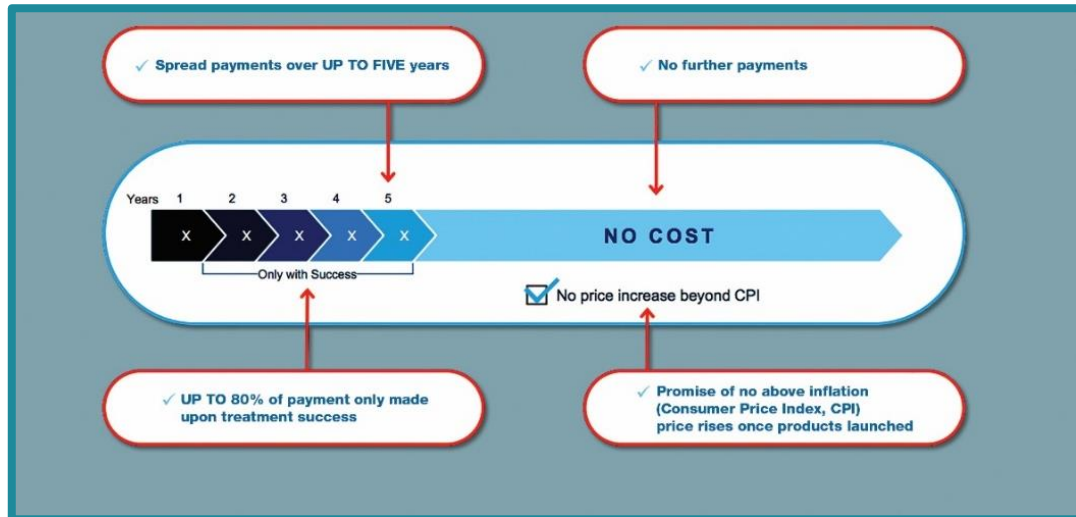 ✓ Spread payments over UP TO FIVE years
✓ No further payments
Years 1 2 3 4 5
X X X X X NO COST
Only with Success
No price increase beyond CPI
✓ UP TO 80% of payment only made
upon treatment success
✓ Promise of no above inflation
(Consumer Price Index, CPI)
price rises once products launched